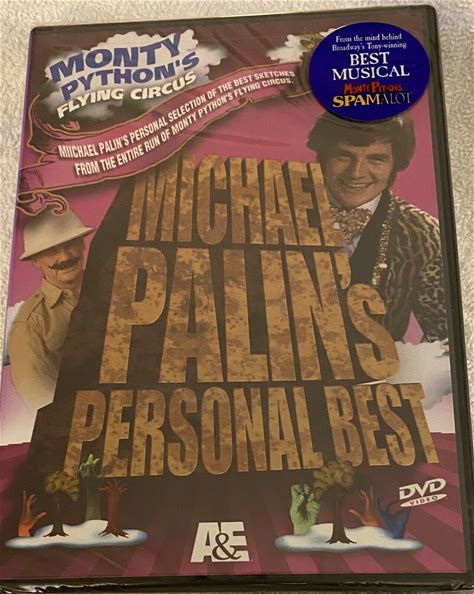 MONTY
PYTHON'S
FLYING CIRCUS
MIICHAEL PALIN'S PERSONAL SELECTION OF THE BEST SKETCHES
FROM THE ENTIRE RUN OF MONTY PYTHON'S FLYING CIRCUS.
From the mind behind
Broadway's Tony-winning
BEST
MUSICAL
MONTY PYTHON'S
SPAMALOT
MICHAEL
PALIN'S
PERSONAL BEST
DVD
VIDEO
A&E